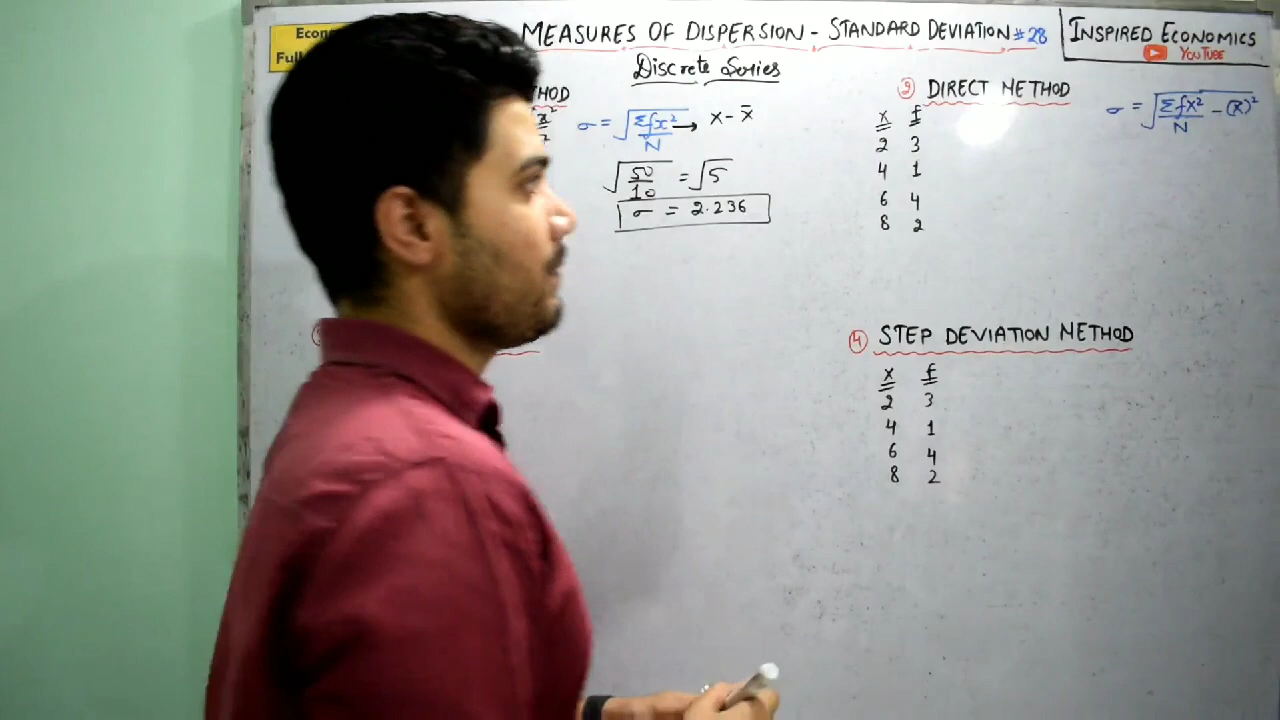 MEASURES OF DISPERSION - STANDARD DEVIATION #28
INSPIRED ECONOMICS
YOUTUBE
Discrete Series
σ = √Σfx²/N → x - x̄
√50/10 = √5
σ = 2.236
② DIRECT METHOD
σ = √Σfx²/N - (x̄)²
x f
2 3
4 1
6 4
8 2
④ STEP DEVIATION METHOD
x f
2 3
4 1
6 4
8 2